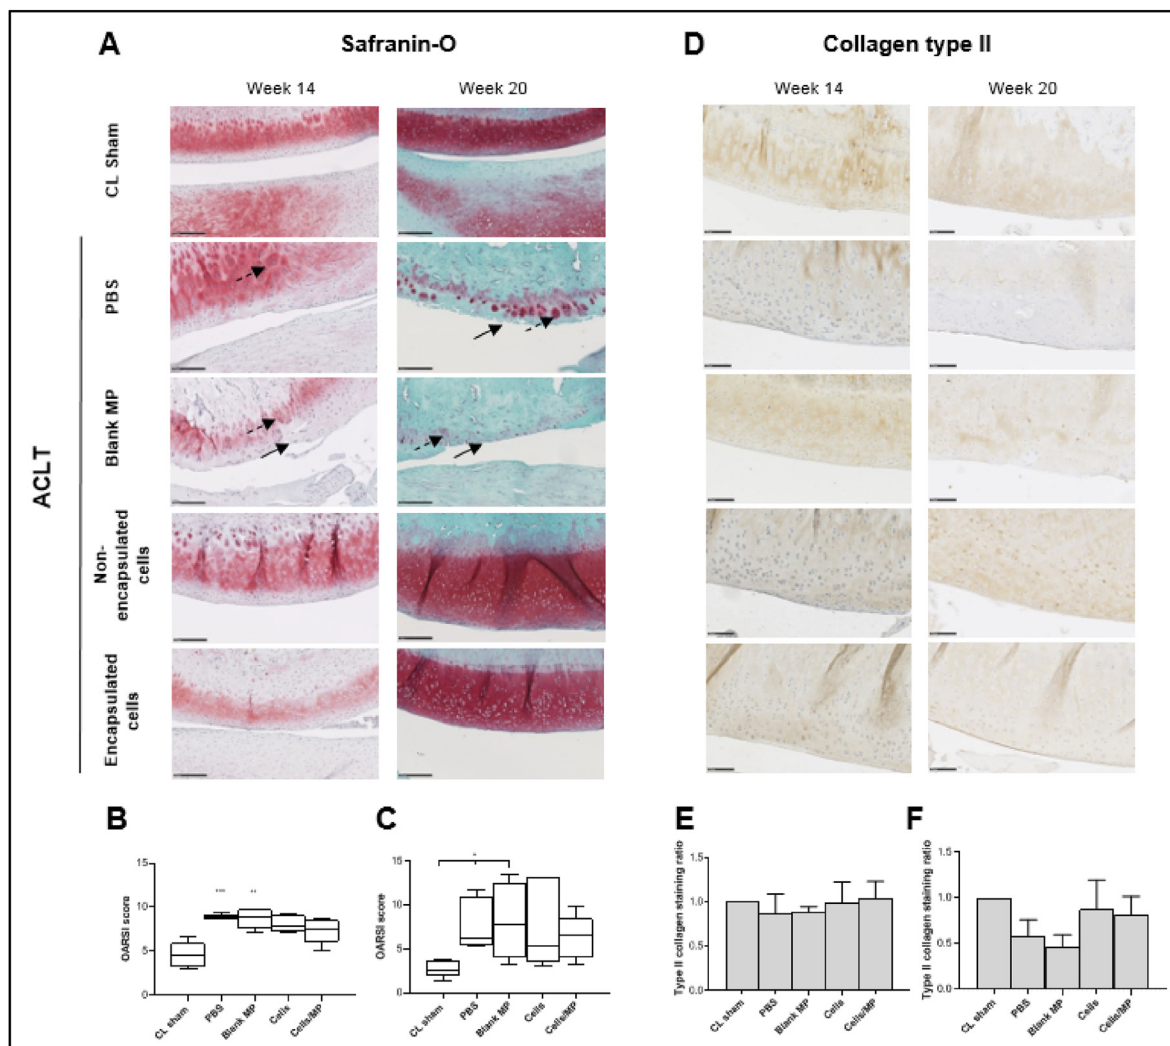 A
Safranin-O
Week 14
Week 20
CL Sham
PBS
Blank MP
Non-
encapsulated
cells
Encapsulated
cells
ACLT
D
Collagen type II
Week 14
Week 20
B
OARSI score
15
10
5
0
***
**
CL sham
PBS
Blank MP
Cells
Cells/MP
C
OARSI score
15
10
5
0
*
CL sham
PBS
Blank MP
Cells
Cells/MP
E
Type II collagen staining ratio
1.5
1.0
0.5
0.0
CL sham
PBS
Blank MP
Cells
Cells/MP
F
Type II collagen staining ratio
1.5
1.0
0.5
0.0
CL sham
PBS
Blank MP
Cells
Cells/MP